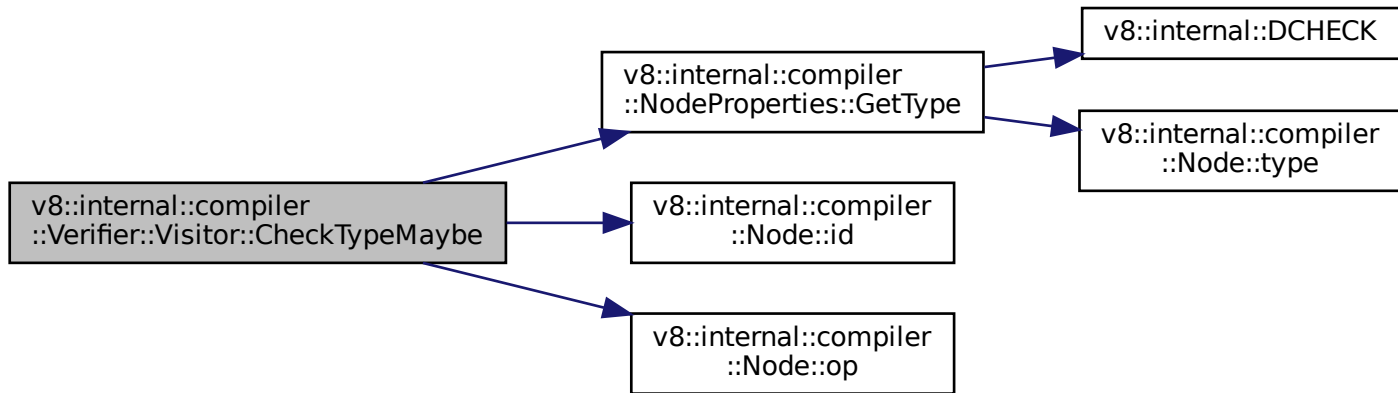 v8::internal::compiler
::Verifier::Visitor::CheckTypeMaybe
v8::internal::compiler
::NodeProperties::GetType
v8::internal::DCHECK
v8::internal::compiler
::Node::type
v8::internal::compiler
::Node::id
v8::internal::compiler
::Node::op